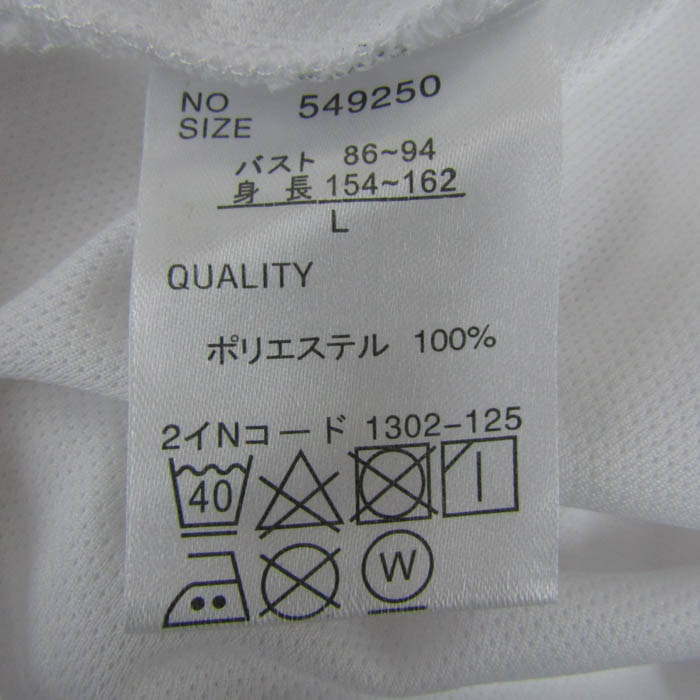 NO 549250
SIZE
バスト 86~94
身長 154~162
L
QUALITY
ポリエステル 100%
2イNコード 1302-125
40
W